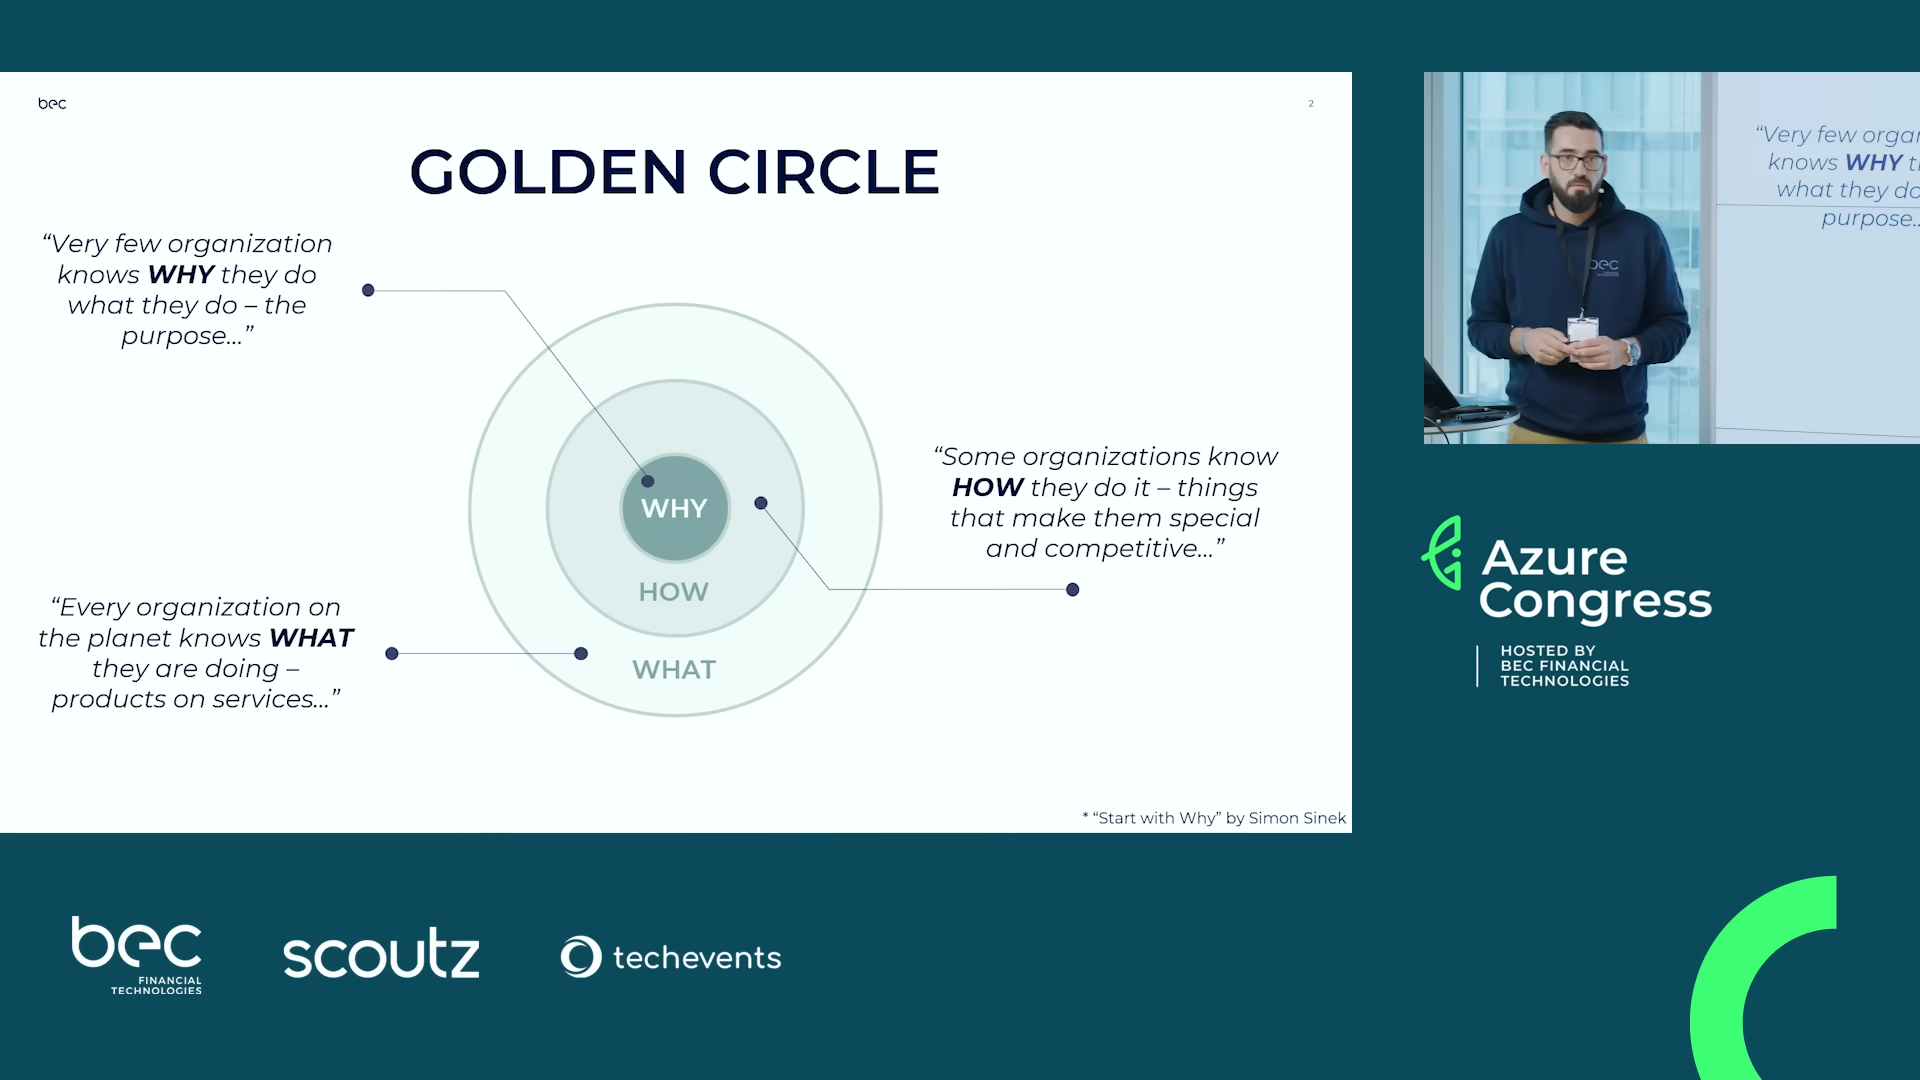 bec
2
GOLDEN CIRCLE
“Very few organization
knows WHY they do
what they do – the
purpose...”
WHY
HOW
WHAT
“Some organizations know
HOW they do it – things
that make them special
and competitive...”
“Every organization on
the planet knows WHAT
they are doing –
products on services...”
* “Start with Why” by Simon Sinek
“Very few organ
knows WHY th
what they do
purpose..
bec
Azure
Congress
HOSTED BY
BEC FINANCIAL
TECHNOLOGIES
bec
FINANCIAL
TECHNOLOGIES
scoutz
techevents